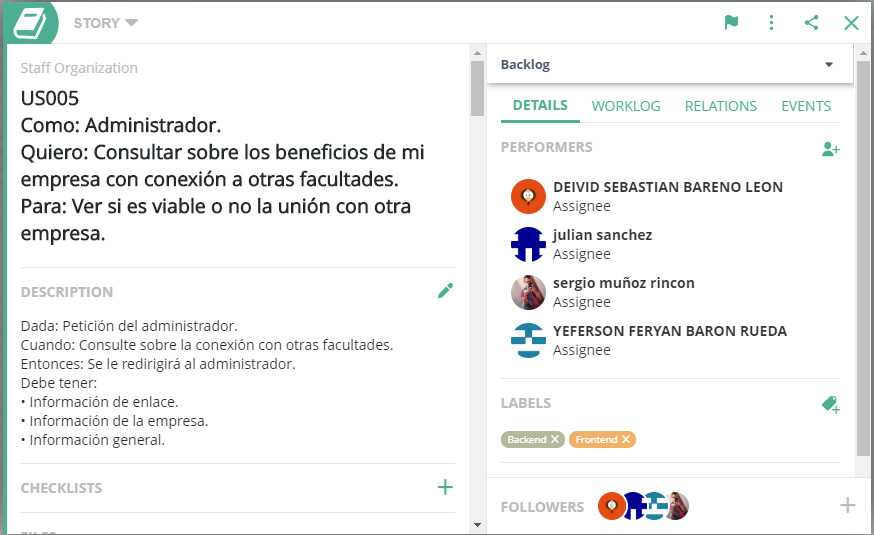 STORY
Staff Organization
US005
Como: Administrador.
Quiero: Consultar sobre los beneficios de mi
empresa con conexión a otras facultades.
Para: Ver si es viable o no la unión con otra
empresa.
DESCRIPTION
Dada: Petición del administrador.
Cuando: Consulte sobre la conexión con otras facultades.
Entonces: Se le redirigirá al administrador.
Debe tener:
• Información de enlace.
• Información de la empresa.
• Información general.
CHECKLISTS
FILES
Backlog
DETAILS WORKLOG RELATIONS EVENTS
PERFORMERS
DEIVID SEBASTIAN BARENO LEON
Assignee
julian sanchez
Assignee
sergio muñoz rincon
Assignee
YEFERSON FERYAN BARON RUEDA
Assignee
LABELS
Backend Frontend
FOLLOWERS